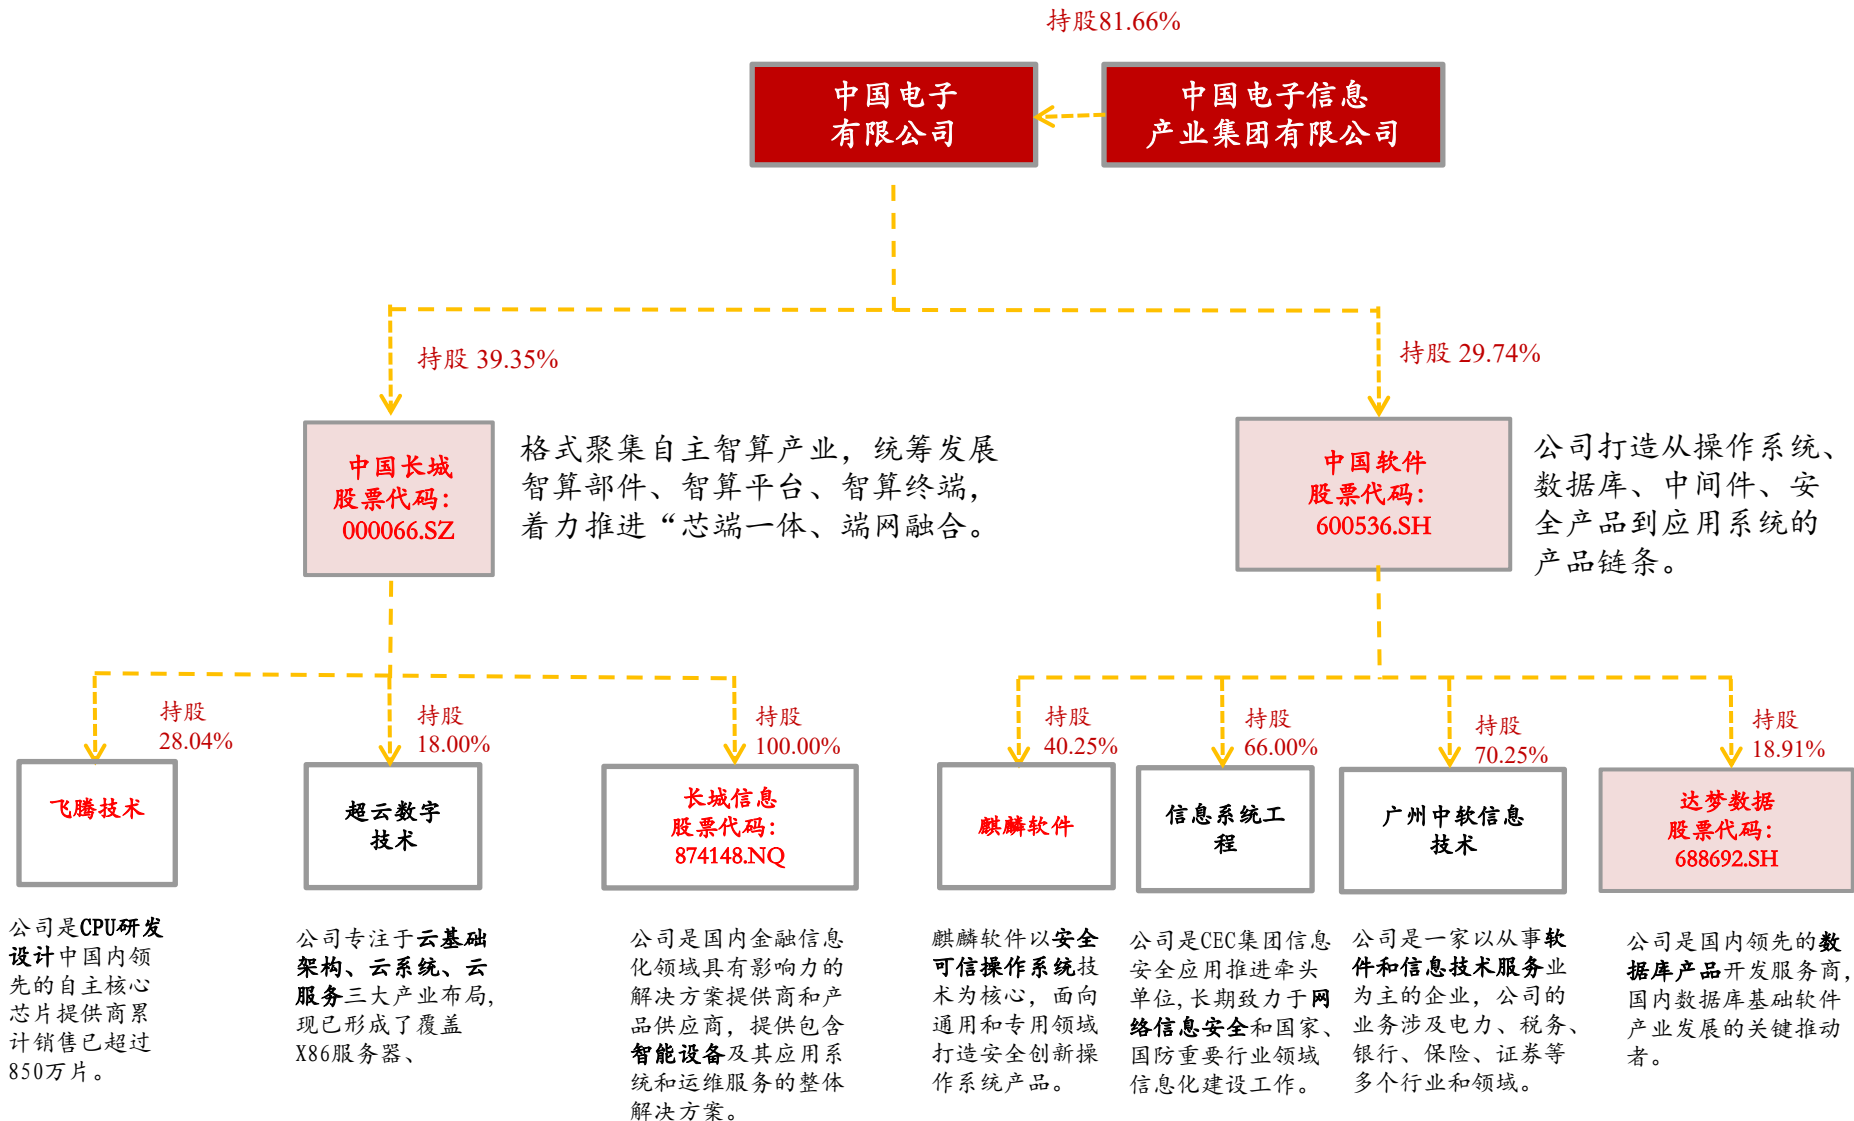 持股81.66%
中国电子
有限公司
中国电子信息
产业集团有限公司
持股 39.35%
持股 29.74%
中国长城
股票代码：
000066.SZ
格式聚集自主智算产业，统筹发展
智算部件、智算平台、智算终端，
着力推进“芯端一体、端网融合。
中国软件
股票代码：
600536.SH
公司打造从操作系统、
数据库、中间件、安
全产品到应用系统的
产品链条。
持股
28.04%
持股
18.00%
持股
100.00%
持股
40.25%
持股
66.00%
持股
70.25%
持股
18.91%
飞腾技术
超云数字
技术
长城信息
股票代码：
874148.NQ
麒麟软件
信息系统工
程
广州中软信息
技术
达梦数据
股票代码：
688692.SH
公司是CPU研发
设计中国内领
先的自主核心
芯片提供商累
计销售已超过
850万片。
公司专注于云基础
架构、云系统、云
服务三大产业布局，
现已形成了覆盖
X86服务器、
公司是国内金融信息
化领域具有影响力的
解决方案提供商和产
品供应商，提供包含
智能设备及其应用系
统和运维服务的整体
解决方案。
麒麟软件以安全
可信操作系统技
术为核心，面向
通用和专用领域
打造安全创新操
作系统产品。
公司是CEC集团信息
安全应用推进牵头
单位，长期致力于网
络信息安全和国家、
国防重要行业领域
信息化建设工作。
公司是一家以从事软
件和信息技术服务业
为主的企业，公司的
业务涉及电力、税务、
银行、保险、证券等
多个行业和领域。
公司是国内领先的数
据库产品开发服务商，
国内数据库基础软件
产业发展的关键推动
者。